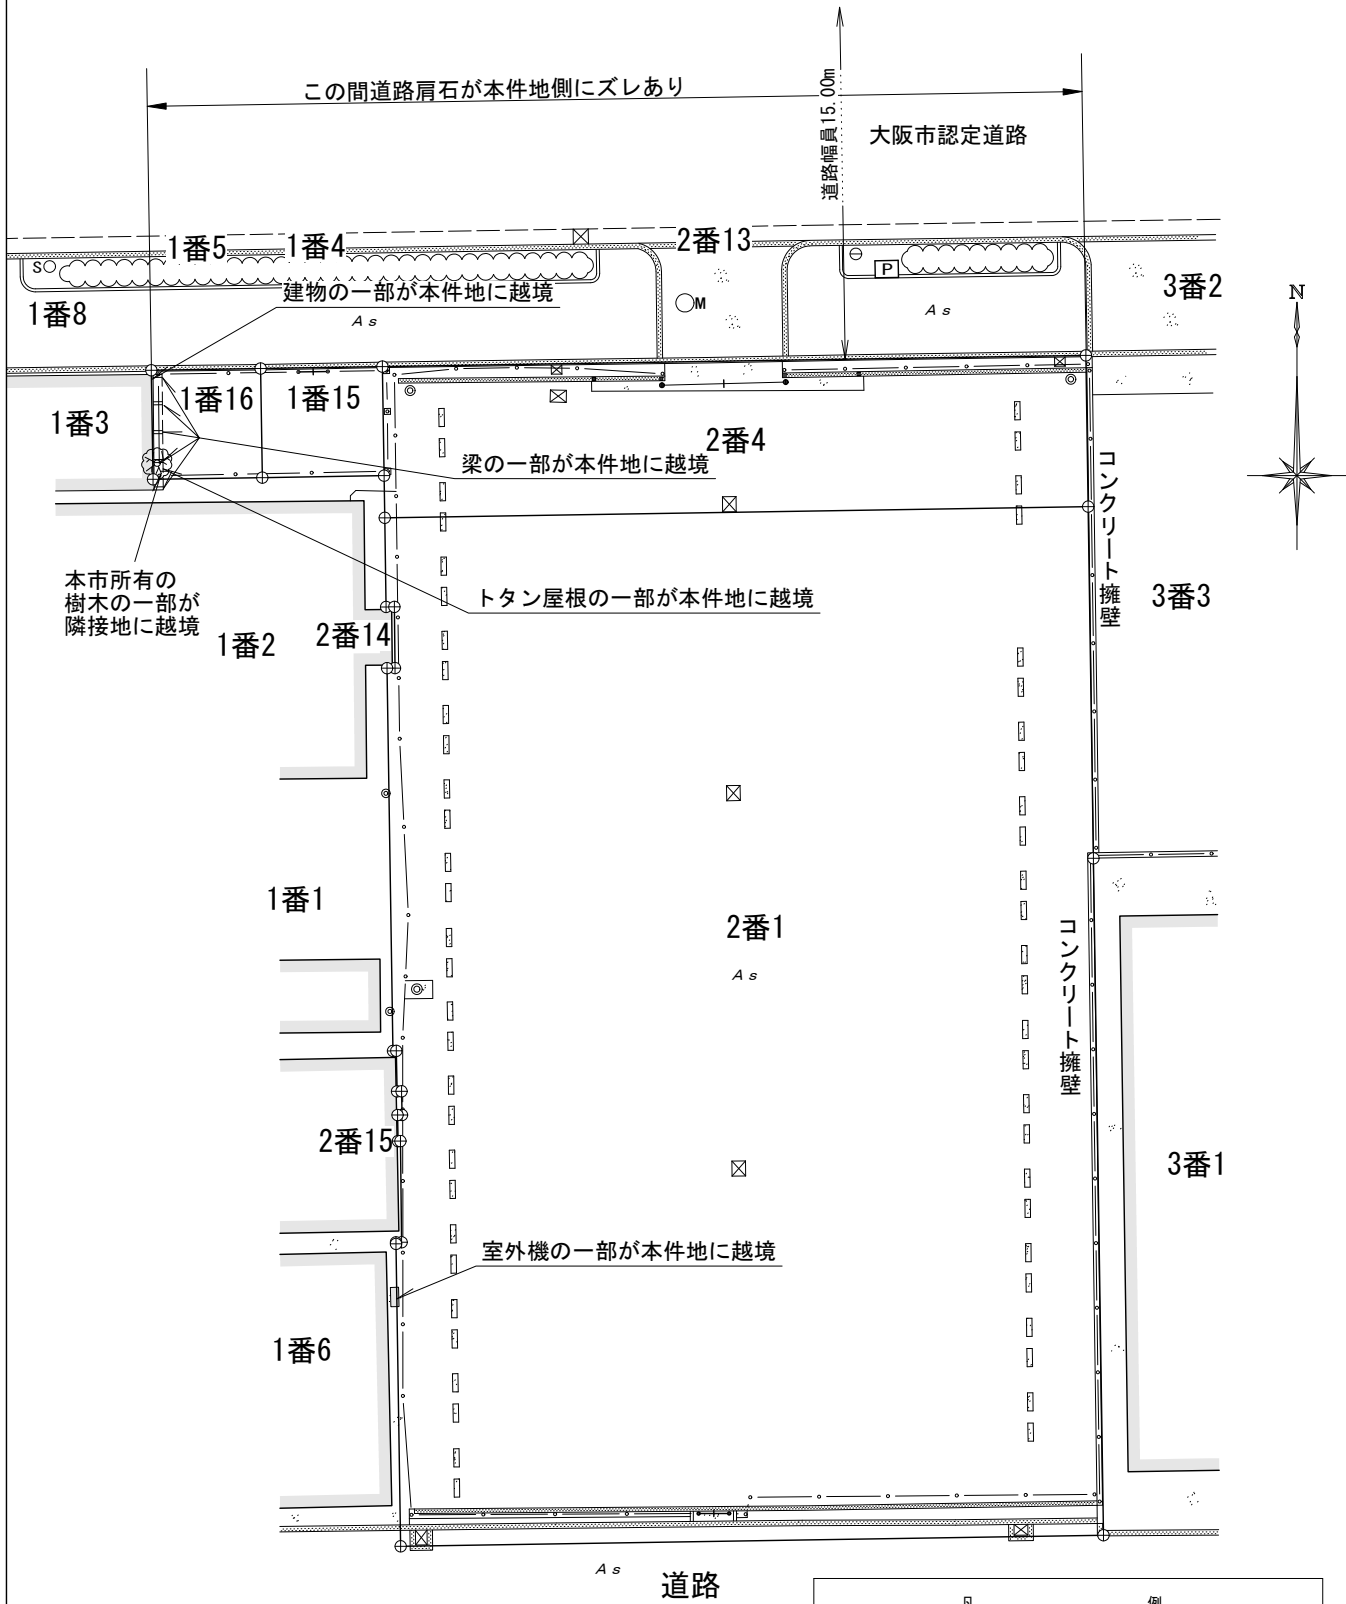 この間道路肩石が本件地側にズレあり
道路幅員15.00m
大阪市認定道路
1番5
1番4
2番13
S
P
3番2
建物の一部が本件地に越境
1番8
M
As
As
N
1番16
1番15
1番3
2番4
梁の一部が本件地に越境
コンクリート擁壁
本市所有の
樹木の一部が
隣接地に越境
トタン屋根の一部が本件地に越境
3番3
1番2
2番14
1番1
2番1
As
コンクリート擁壁
2番15
3番1
室外機の一部が本件地に越境
1番6
As
道路
凡例